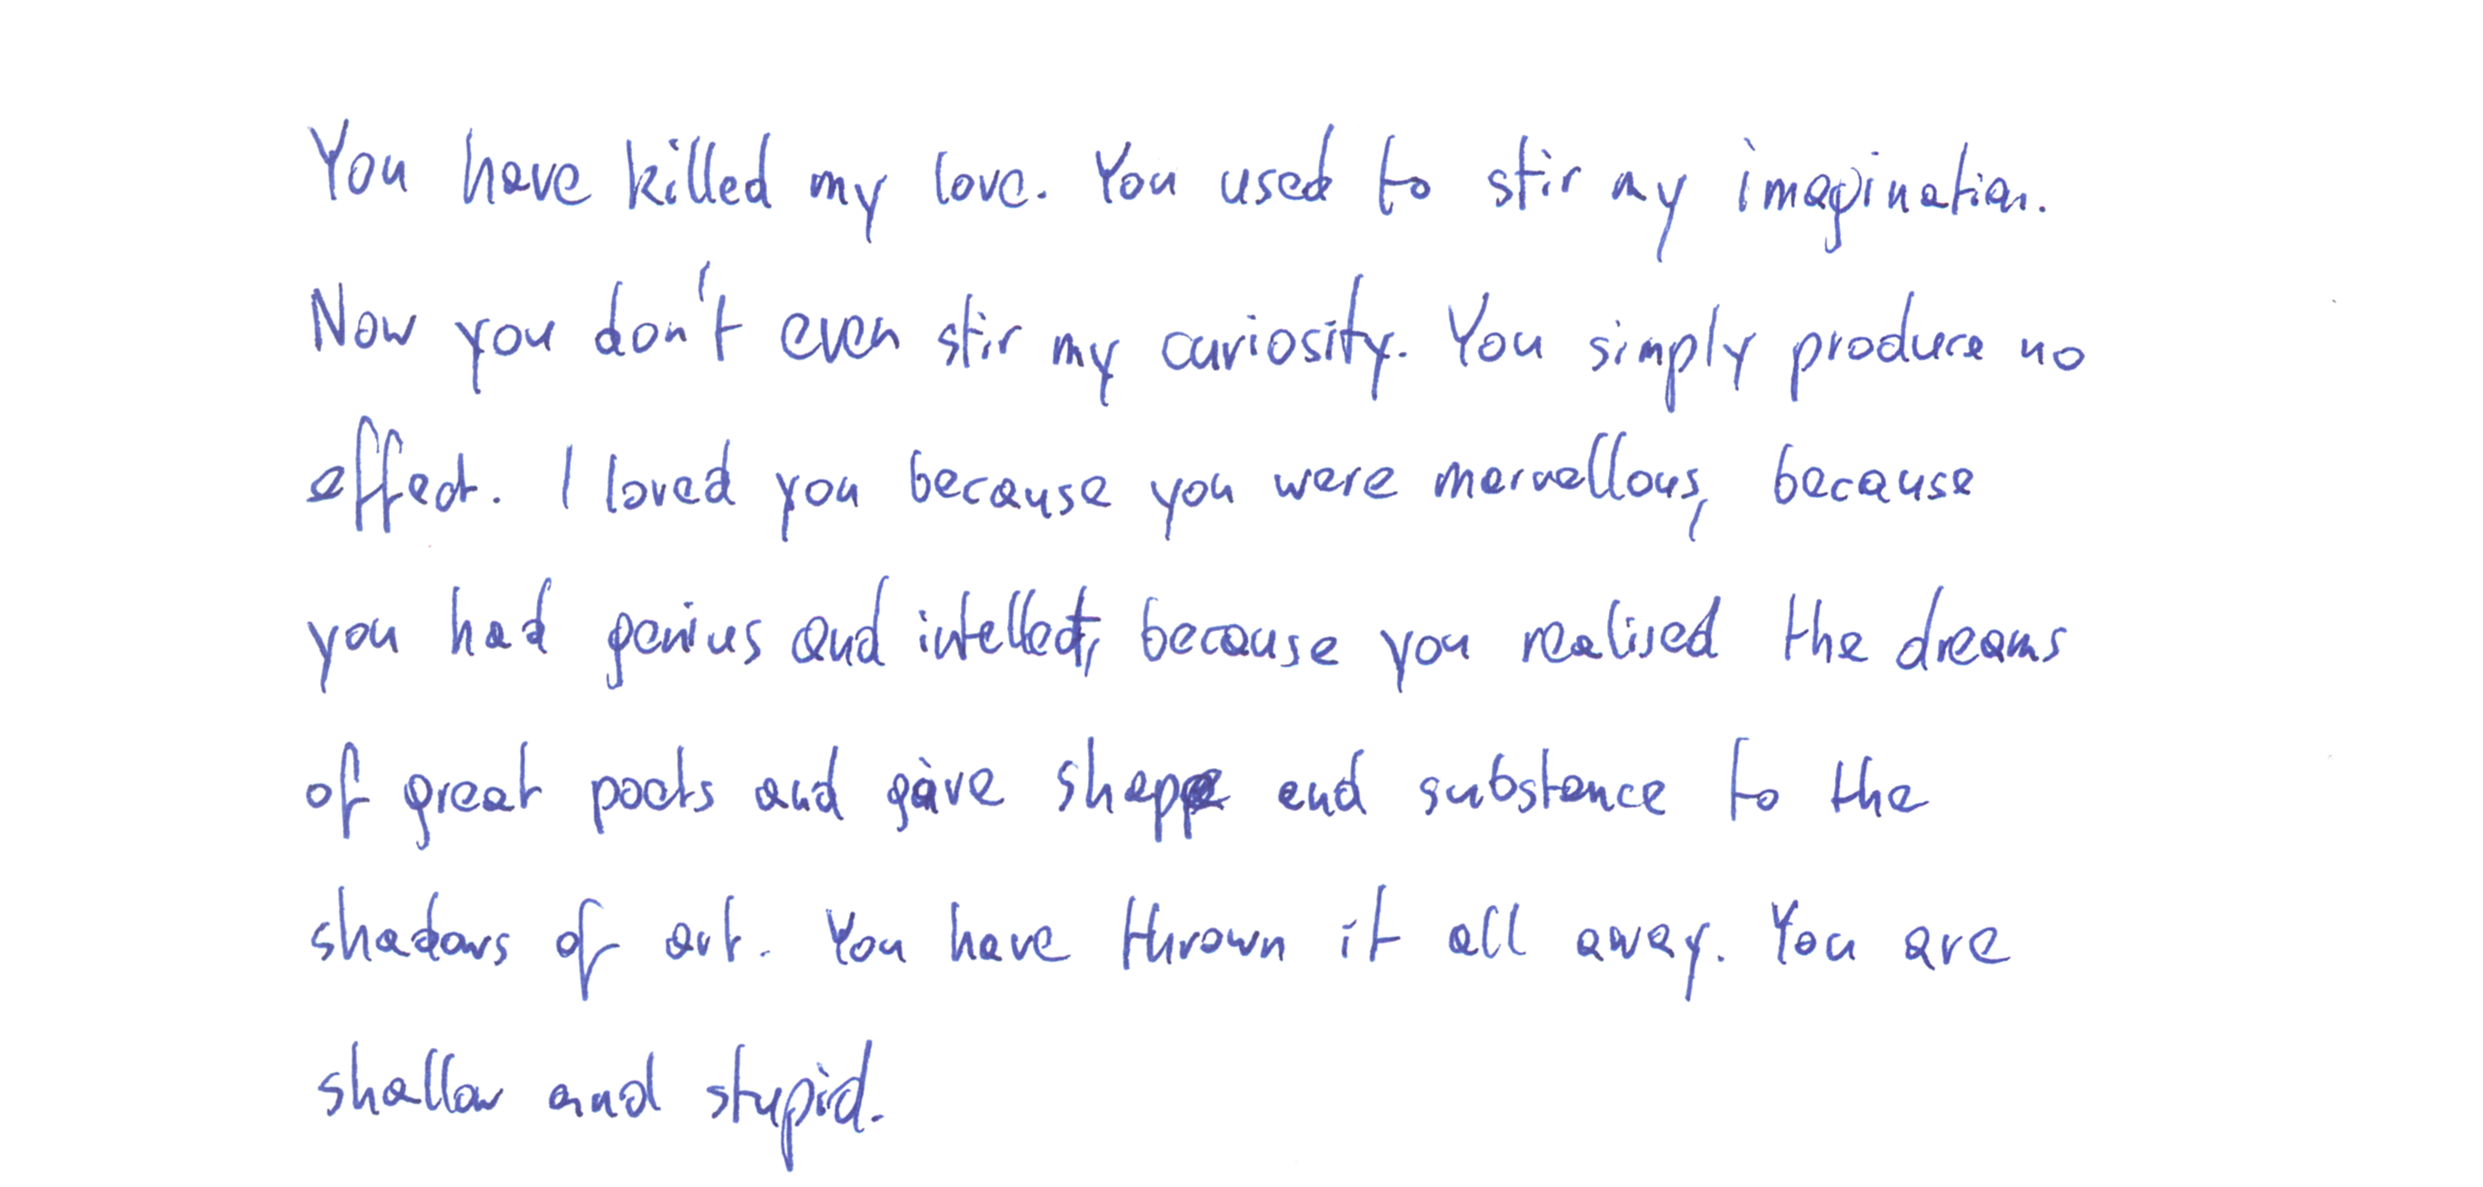 You have killed my love. You used to stir my imagination.
Now you don't even stir my curiosity. You simply produce no
effect. I loved you because you were marvellous, because
you had genius and intellect, because you realised the dreams
of great poets and gave shape and substance to the
shadows of art. You have thrown it all away. You are
shallow and stupid.